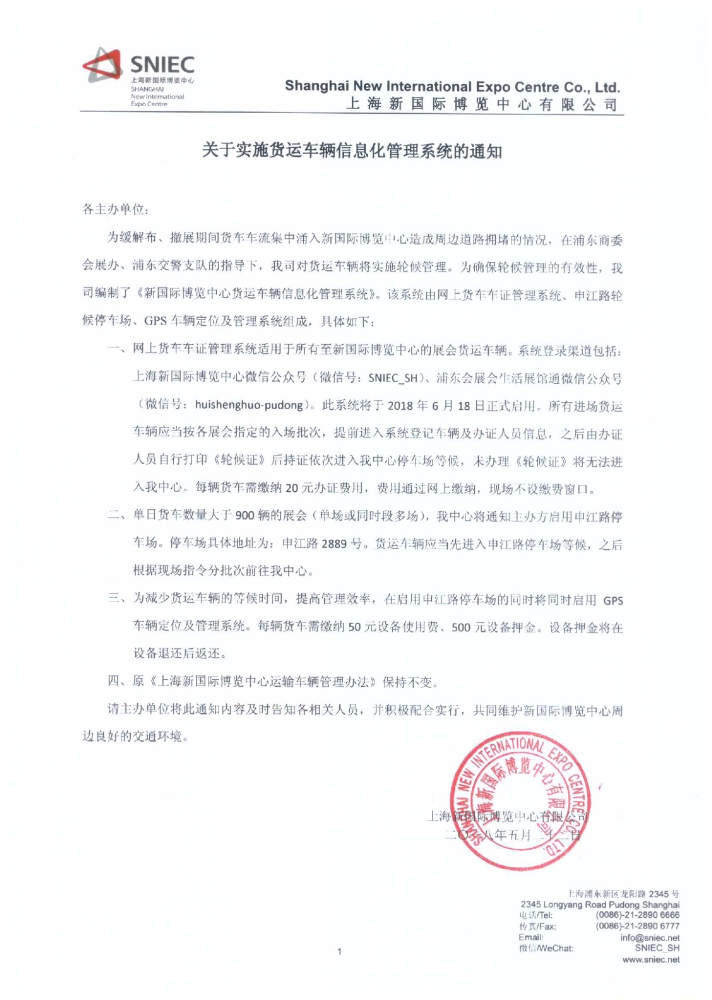 SNIEC
上海新国际博览中心
SHANGHAI
New International
Expo Centre
Shanghai New International Expo Centre Co., Ltd.
上海新国际博览中心有限公司
关于实施货运车辆信息化管理系统的通知
各主办单位：
为缓解布、撤展期间货车车流集中涌入新国际博览中心造成周边道路拥堵的情况，在浦东商委
会展办、浦东交警支队的指导下，我司对货运车辆将实施轮候管理。为确保轮候管理的有效性，我
司编制了《新国际博览中心货运车辆信息化管理系统》。该系统由网上货车车证管理系统、申江路轮
候停车场、GPS 车辆定位及管理系统组成，具体如下：
一、网上货车车证管理系统适用于所有至新国际博览中心的展会货运车辆。系统登录渠道包括：
上海新国际博览中心微信公众号（微信号：SNIEC_SH）、浦东会展会生活展馆通微信公众号
（微信号：huishenghuo-pudong）。此系统将于 2018 年 6 月 18 日正式启用。所有进场货运
车辆应当按各展会指定的入场批次，提前进入系统登记车辆及办证人员信息，之后由办证
人员自行打印《轮候证》后持证依次进入我中心停车场等候，未办理《轮候证》将无法进
入我中心。每辆货车需缴纳 20 元办证费用，费用通过网上缴纳，现场不设缴费窗口。
二、单日货车数量大于 900 辆的展会（单场或同时段多场），我中心将通知主办方启用申江路停
车场。停车场具体地址为：申江路 2889 号。货运车辆应当先进入申江路停车场等候，之后
根据现场指令分批次前往我中心。
三、为减少货运车辆的等候时间，提高管理效率，在启用申江路停车场的同时将同时启用 GPS
车辆定位及管理系统。每辆货车需缴纳 50 元设备使用费、500 元设备押金。设备押金将在
设备退还后返还。
四、原《上海新国际博览中心运输车辆管理办法》保持不变。
请主办单位将此通知内容及时告知各相关人员，并积极配合实行，共同维护新国际博览中心周
边良好的交通环境。
SHANGHAI NEW INTERNATIONAL EXPO CENTRE CO., LTD.
上海新国际博览中心有限公司
上海新国际博览中心有限公司
二〇一八年五月二十二日
上海浦东新区龙阳路 2345 号
2345 Longyang Road Pudong Shanghai
电话/Tel: (0086)-21-2890 6666
传真/Fax: (0086)-21-2890 6777
Email: info@sniec.net
微信/WeChat: SNIEC_SH
www.sniec.net
1